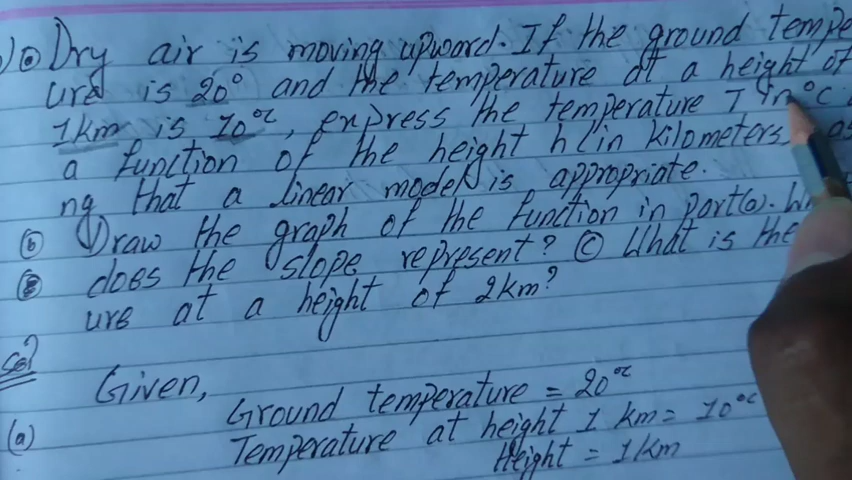 ⓐ Dry air is moving upward. If the ground tempe
ure is 20° and the temperature at a height of
1km is 10°C, express the temperature T in °C
a function of the height h(in kilometers,
ng that a linear model is appropriate.
ⓑ Draw the graph of the function in part(a).
does the slope represent? ⓒ What is the
ure at a height of 2km?
Sol
Given,
Ground temperature = 20°C
(a) Temperature at height 1 km = 10°C
Height = 1Km